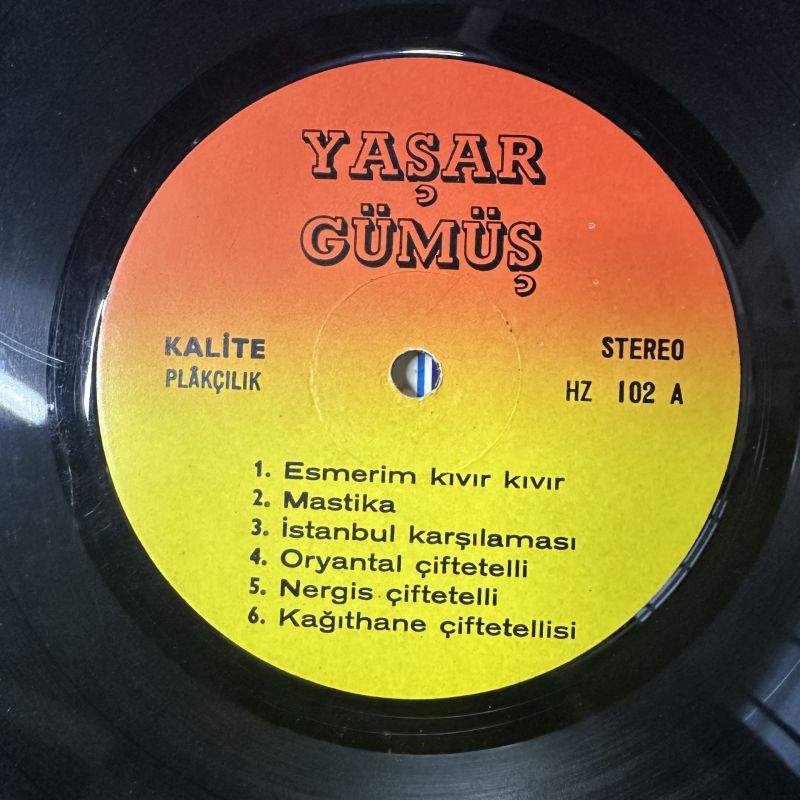 YAŞAR
GÜMÜŞ
KALİTE
PLÂKÇILIK
STEREO
HZ 102 A
1. Esmerim kıvır kıvır
2. Mastika
3. İstanbul karşılaması
4. Oryantal çiftetelli
5. Nergis çiftetelli
6. Kağıthane çiftetellisi